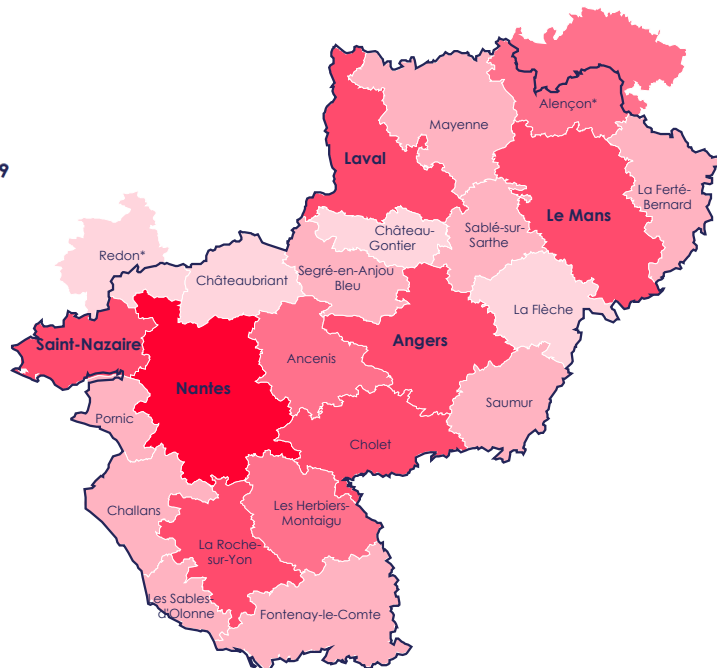 Alençon*
Mayenne
9
Laval
La Ferté-
Bernard
Le Mans
Château-
Gontier
Sablé-sur-
Sarthe
Redon*
Châteaubriant
Segré-en-Anjou
Bleu
La Flèche
Saint-Nazaire
Angers
Ancenis
Nantes
Saumur
Pornic
Cholet
Challans
Les Herbiers-
Montaigu
La Roche-
sur-Yon
Les Sables-
d'Olonne
Fontenay-le-Comte